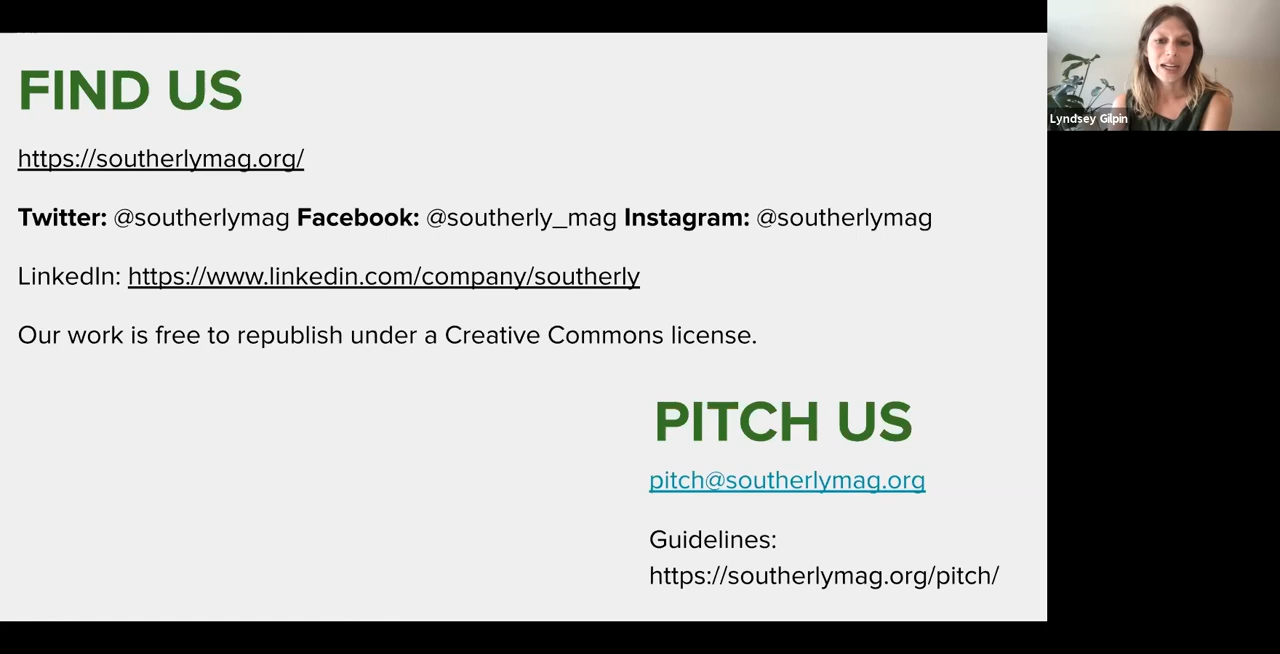 FIND US
https://southerlymag.org/
Twitter: @southerlymag Facebook: @southerly_mag Instagram: @southerlymag
LinkedIn: https://www.linkedin.com/company/southerly
Our work is free to republish under a Creative Commons license.
PITCH US
pitch@southerlymag.org
Guidelines:
https://southerlymag.org/pitch/
Lyndsey Gilpin